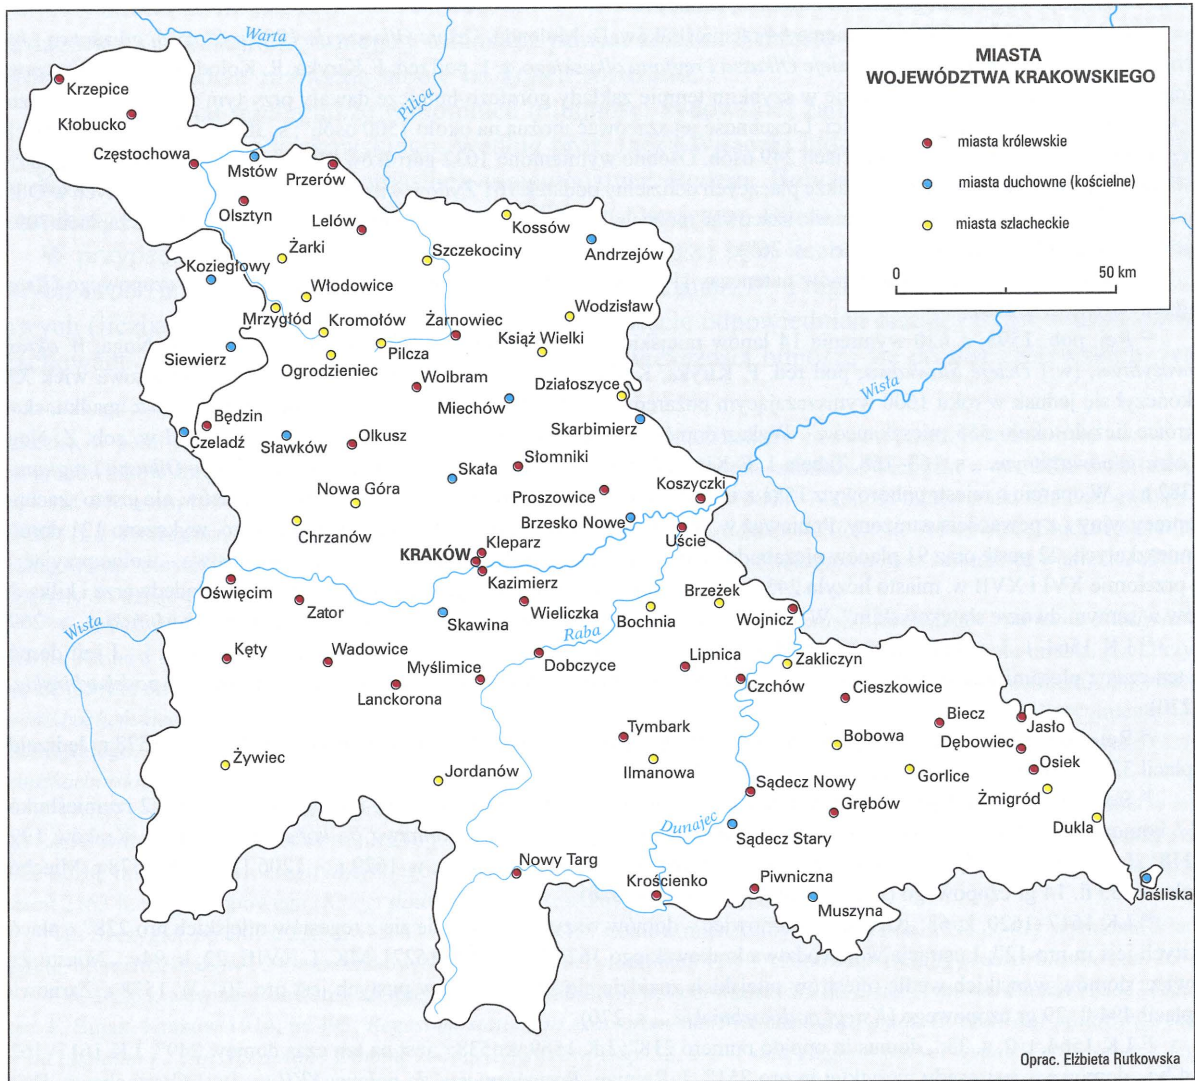 MIASTA
WOJEWÓDZTWA KRAKOWSKIEGO
miasta królewskie
miasta duchowne (kościelne)
miasta szlacheckie
0 50 km
Warta
Pilica
Krzepice
Kłobucko
Częstochowa
Mstów
Przerów
Olsztyn
Lelów
Kossów
Szczekociny
Andrzejów
Żarki
Koziegłowy
Włodowice
Wodzisław
Mrzygłód
Kromołów
Żarnowiec
Książ Wielki
Siewierz
Pilcza
Ogrodzieniec
Wolbram
Działoszyce
Wisła
Miechów
Skarbimierz
Będzin
Czeladź
Sławków
Olkusz
Słomniki
Skała
Nowa Góra
Proszowice
Koszyczki
Chrzanów
Brzesko Nowe
Uście
Kleparz
KRAKÓW
Kazimierz
Oświęcim
Zator
Skawina
Wieliczka
Brzeżek
Bochnia
Wojnicz
Wisła
Raba
Kęty
Wadowice
Myślimice
Dobczyce
Lipnica
Zakliczyn
Lanckorona
Czchów
Cieszkowice
Biecz
Jasło
Tymbark
Bobowa
Dębowiec
Żywiec
Jordanów
Ilmanowa
Gorlice
Osiek
Sądecz Nowy
Żmigród
Grębów
Dukla
Dunajec
Sądecz Stary
Nowy Targ
Krościenko
Piwniczna
Muszyna
Jaśliska
Oprac. Elżbieta Rutkowska